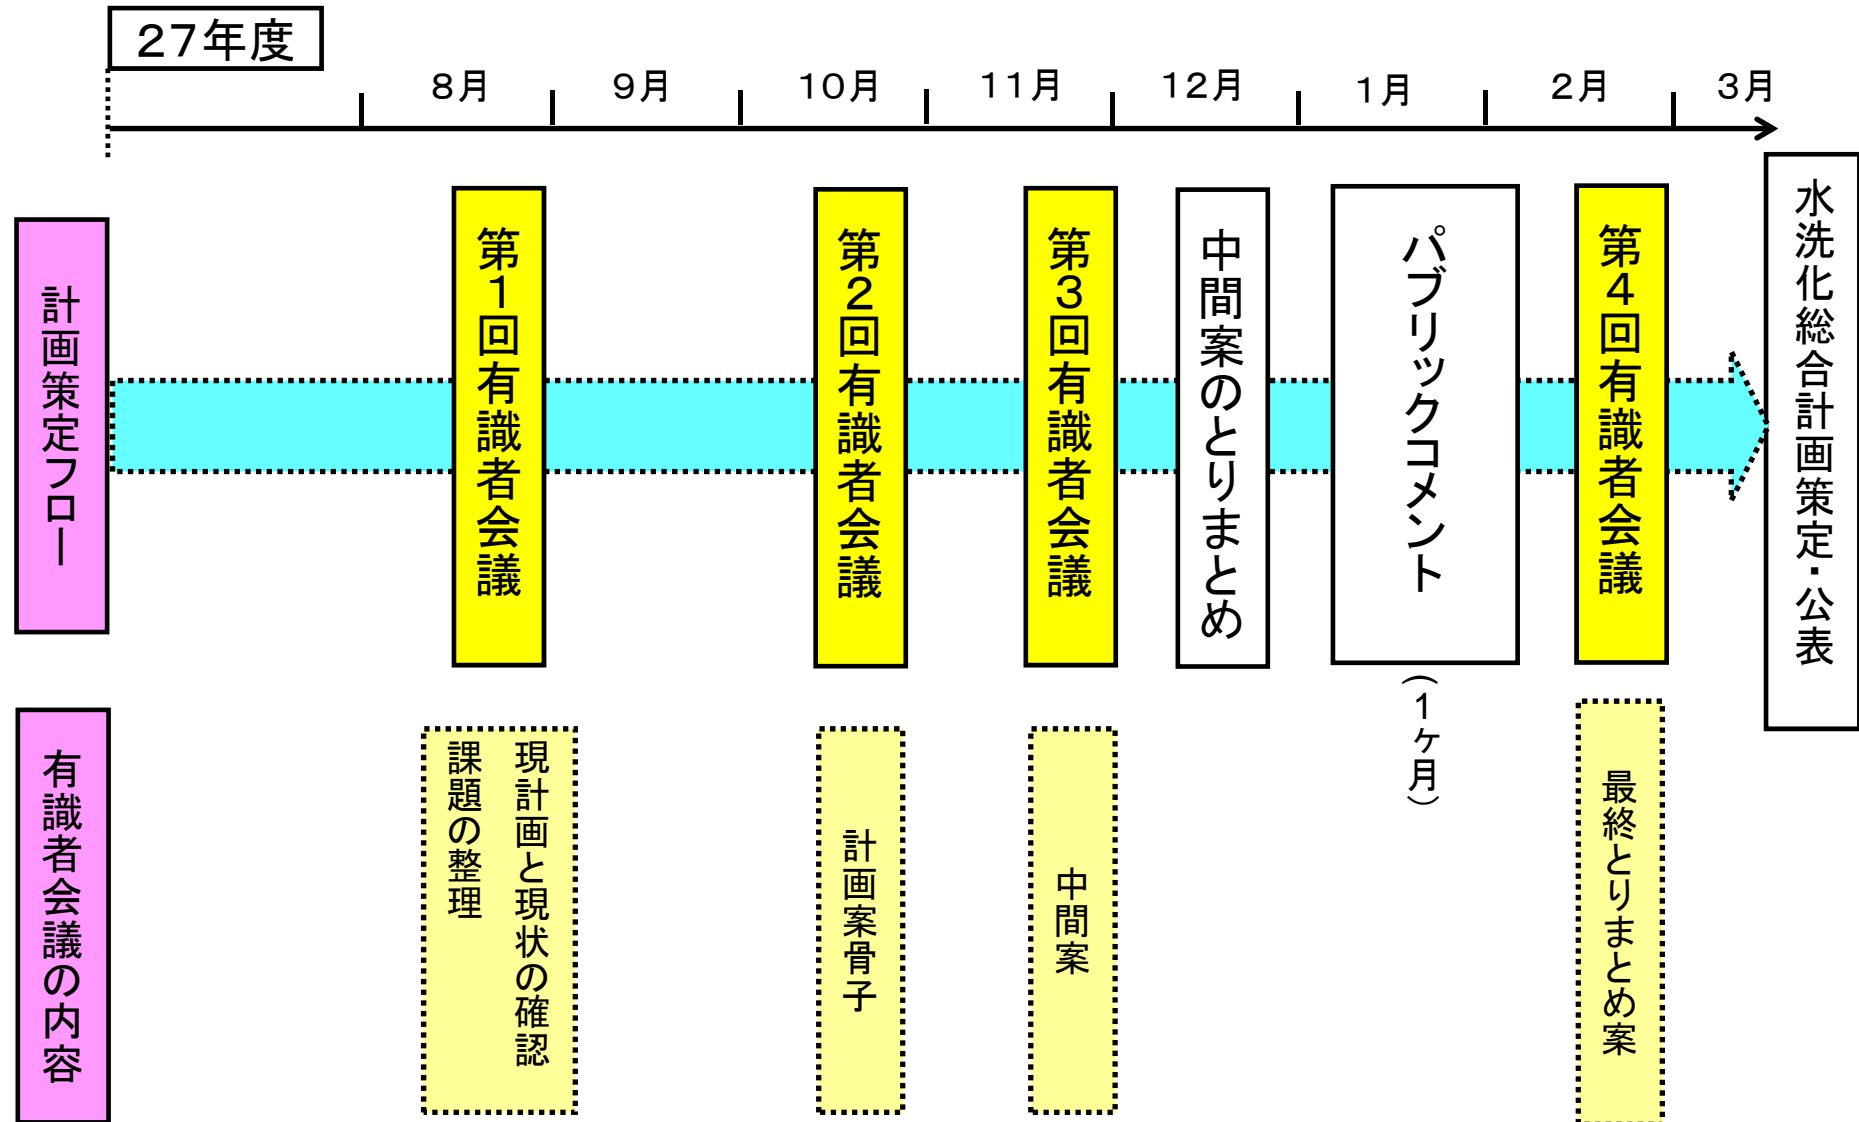 27年度
8月
9月
10月
11月
12月
1月
2月
3月
計画策定フロー
第1回有識者会議
第2回有識者会議
第3回有識者会議
中間案のとりまとめ
パブリックコメント
(1ヶ月)
第4回有識者会議
水洗化総合計画策定・公表
有識者会議の内容
現計画と現状の確認
課題の整理
計画案骨子
中間案
最終とりまとめ案